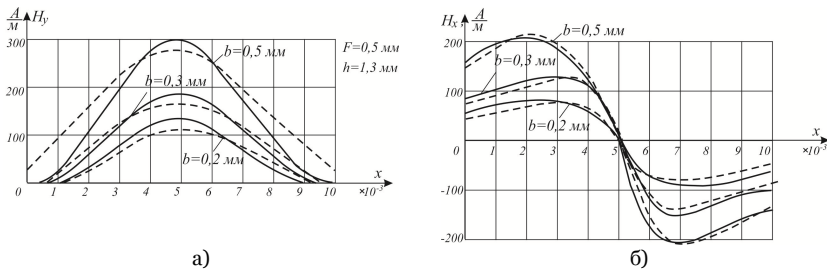 А/м H_y
300
200
100
0 1 2 3 4 5 6 7 8 9 10
x
×10⁻³
b=0,5 мм
b=0,3 мм
b=0,2 мм
F=0,5 мм
h=1,3 мм
а)
H_x, А/м
200
100
0
-100
-200
1 2 3 4 5 6 7 8 9 10
x
×10⁻³
b=0,5 мм
b=0,3 мм
b=0,2 мм
б)